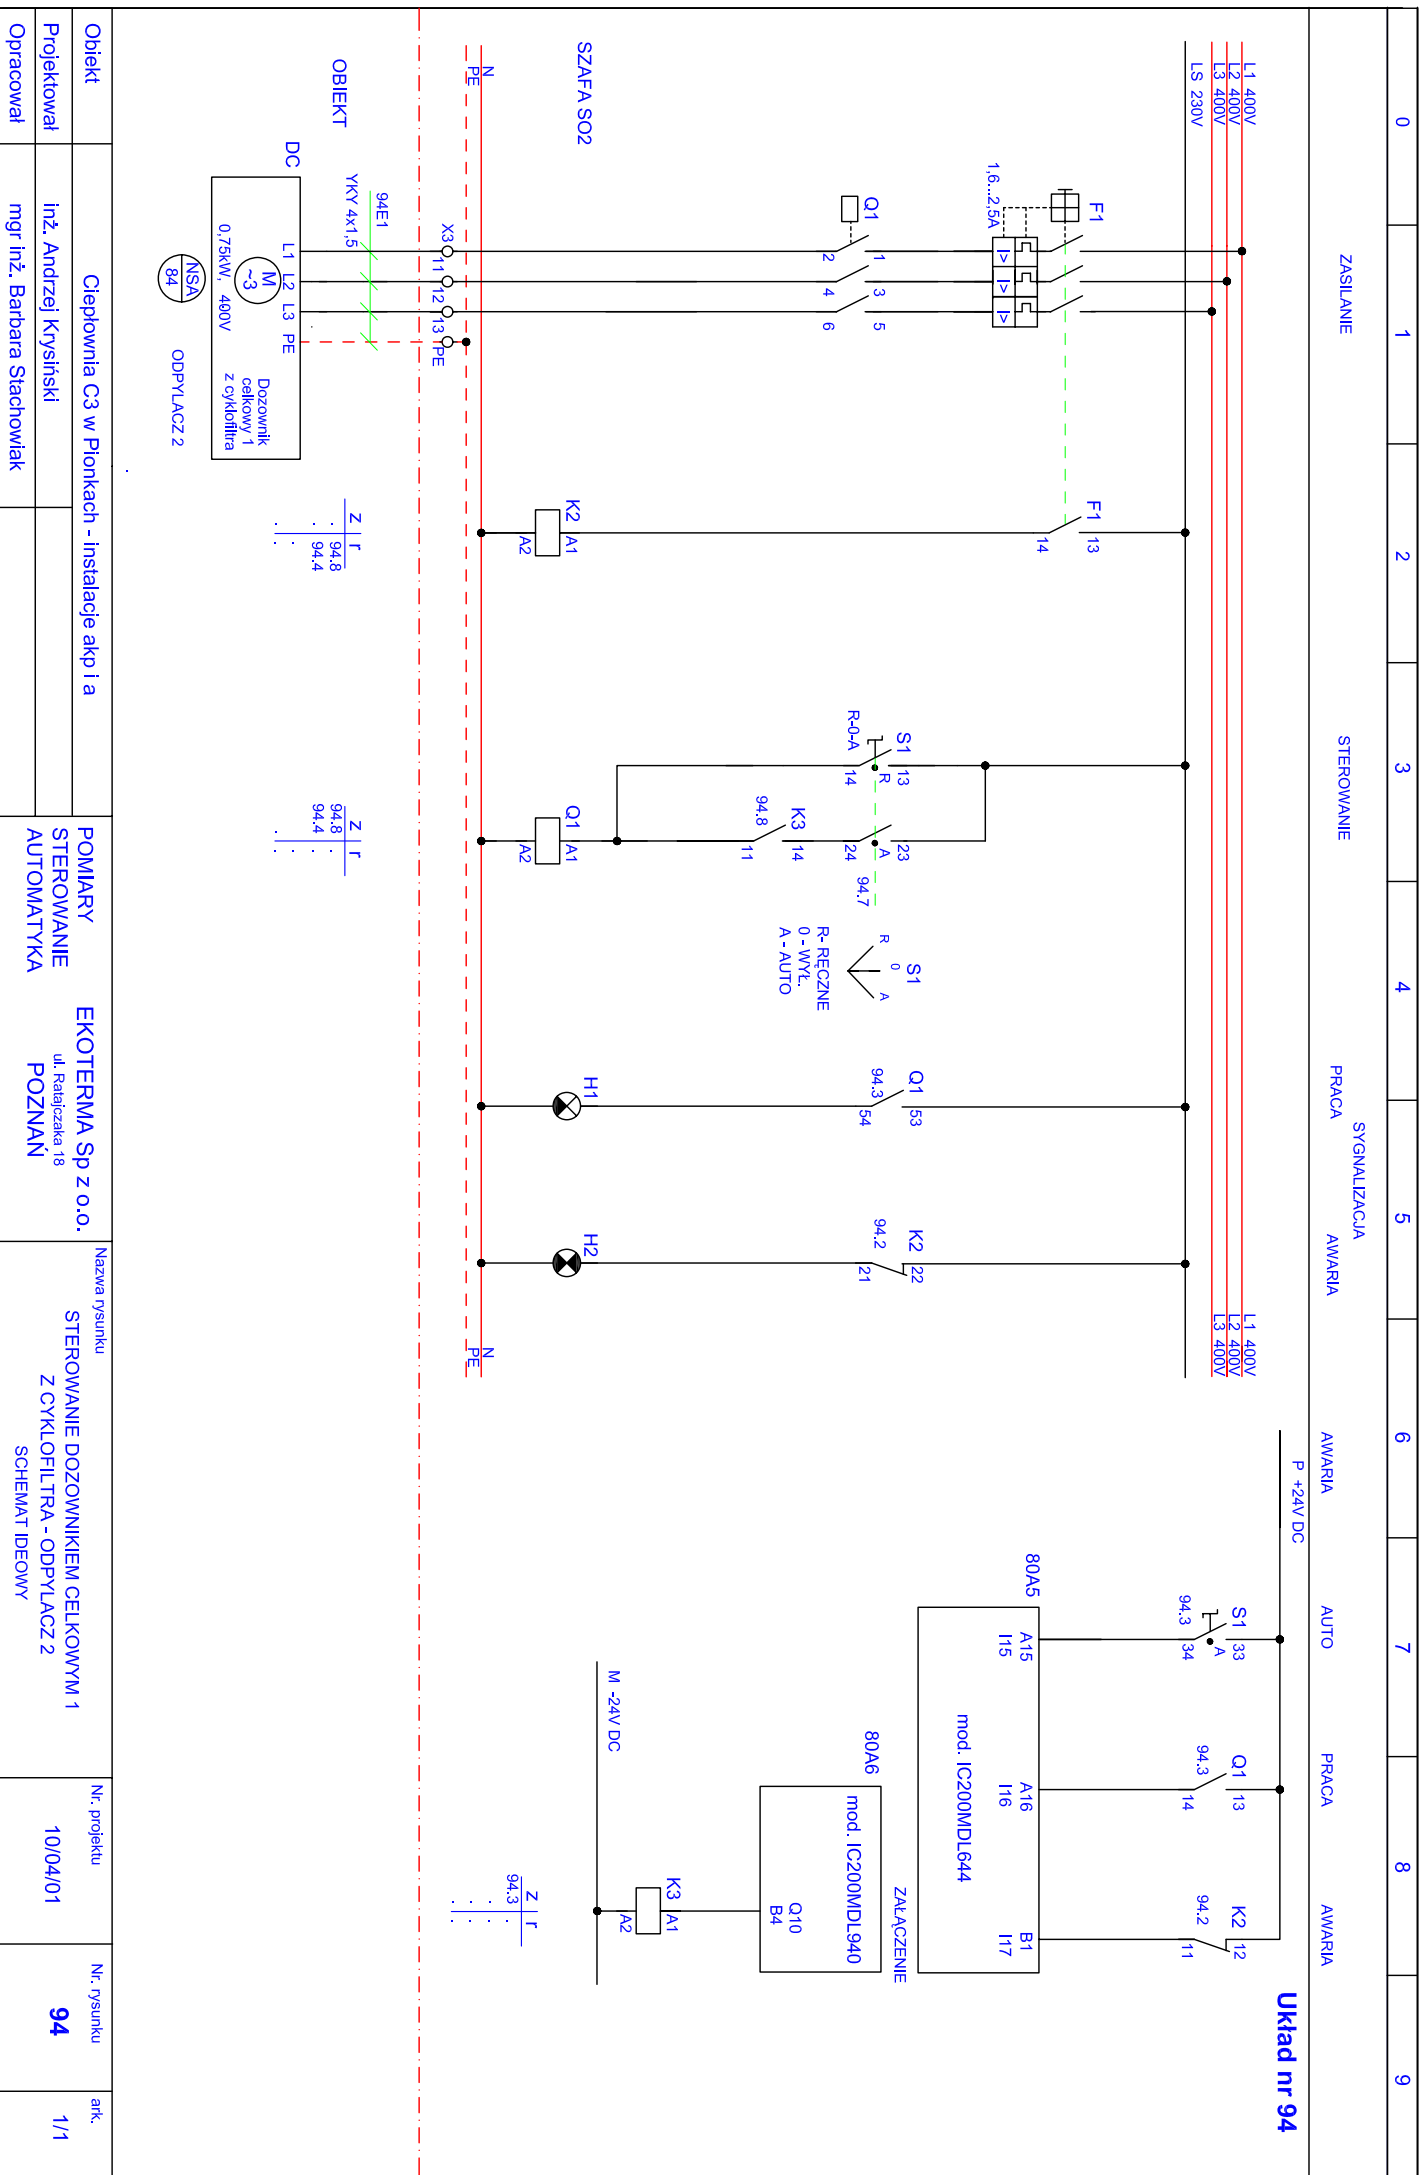 0
1
2
3
4
5
6
7
8
9
ZASILANIE
STEROWANIE
SYGNALIZACJA
PRACA
AWARIA
AWARIA
AUTO
PRACA
AWARIA
Układ nr 94
L1 400V
L2 400V
L3 400V
LS 230V
L1 400V
L2 400V
L3 400V
P +24V DC
F1
1,6...2,5A
I>
I>
I>
F1
13
14
Q1
1
2
3
4
5
6
S1
R-0-A
13
14
R
23
24
A
94.7
K3
94.8
14
11
S1
R
0
A
R- RĘCZNE
0 - WYŁ.
A - AUTO
Q1
94.3
53
54
K2
94.2
22
21
S1
94.3
33
34
A
Q1
94.3
13
14
K2
94.2
12
11
80A5
A15
I15
A16
I16
B1
I17
mod. IC200MDL644
80A6
ZAŁĄCZENIE
mod. IC200MDL940
Q10
B4
M -24V DC
K3
A1
A2
SZAFA SO2
K2
A1
A2
Q1
A1
A2
H1
H2
N
PE
N
PE
X3
11
12
13
PE
z r
94.3
OBIEKT
94E1
YKY 4x1,5
z r
94.8
94.4
z r
94.8
94.4
DC
L1
L2
L3
PE
M
~3
0,75kW, 400V
Dozownik
celkowy 1
z cyklofiltra
NSA
84
ODPYLACZ 2
Obiekt
Ciepłownia C3 w Pionkach - instalacje akp i a
Projektował
inż. Andrzej Krysiński
Opracował
mgr inż. Barbara Stachowiak
POMIARY
STEROWANIE
AUTOMATYKA
EKOTERMA Sp z o.o.
ul. Ratajczaka 18
POZNAŃ
Nazwa rysunku
STEROWANIE DOZOWNIKIEM CELKOWYM 1
Z CYKLOFILTRA - ODPYLACZ 2
SCHEMAT IDEOWY
Nr. projektu
10/04/01
Nr. rysunku
94
ark.
1/1